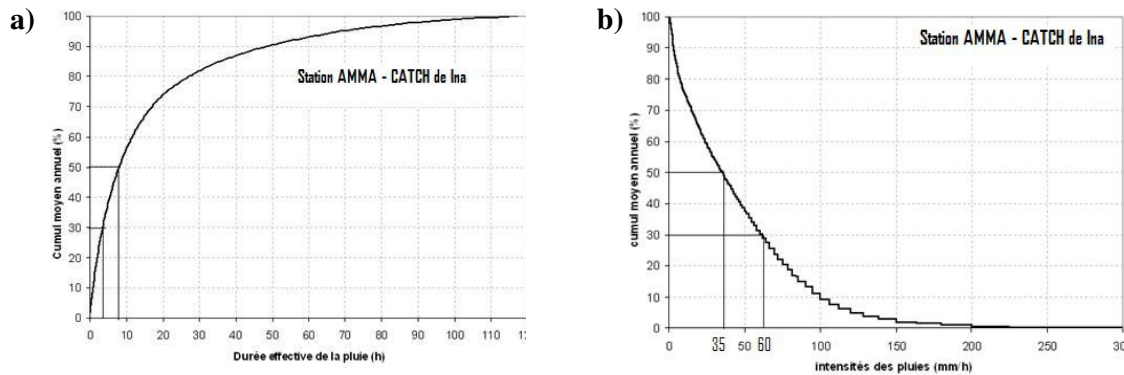 a)
Cumul moyen annuel (%)
100
90
80
70
60
50
40
30
20
10
0
Station AMMA - CATCH de Ina
0 10 20 30 40 50 60 70 80 90 100 110 12
Durée effective de la pluie (h)
b)
cumul moyen annuel (%)
100
90
80
70
60
50
40
30
20
10
0
Station AMMA - CATCH de Ina
0 35 50 60 100 150 200 250 30
intensités des pluies (mm/h)